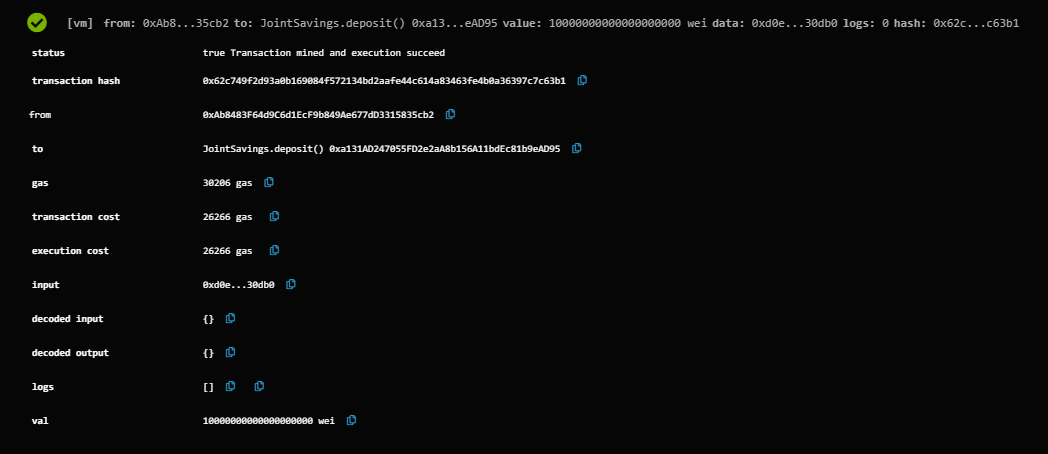 [vm] from: 0xAb8...35cb2 to: JointSavings.deposit() 0xa13...eAD95 value: 10000000000000000000 wei data: 0xd0e...30db0 logs: 0 hash: 0x62c...c63b1
status true Transaction mined and execution succeed
transaction hash 0x62c749f2d93a0b169084f572134bd2aafe44c614a83463fe4b0a36397c7c63b1
from 0xAb8483F64d9C6d1EcF9b849Ae677dD3315835cb2
to JointSavings.deposit() 0xa131AD247055FD2e2aA8b156A11bdEc81b9eAD95
gas 30206 gas
transaction cost 26266 gas
execution cost 26266 gas
input 0xd0e...30db0
decoded input {}
decoded output {}
logs []
val 10000000000000000000 wei